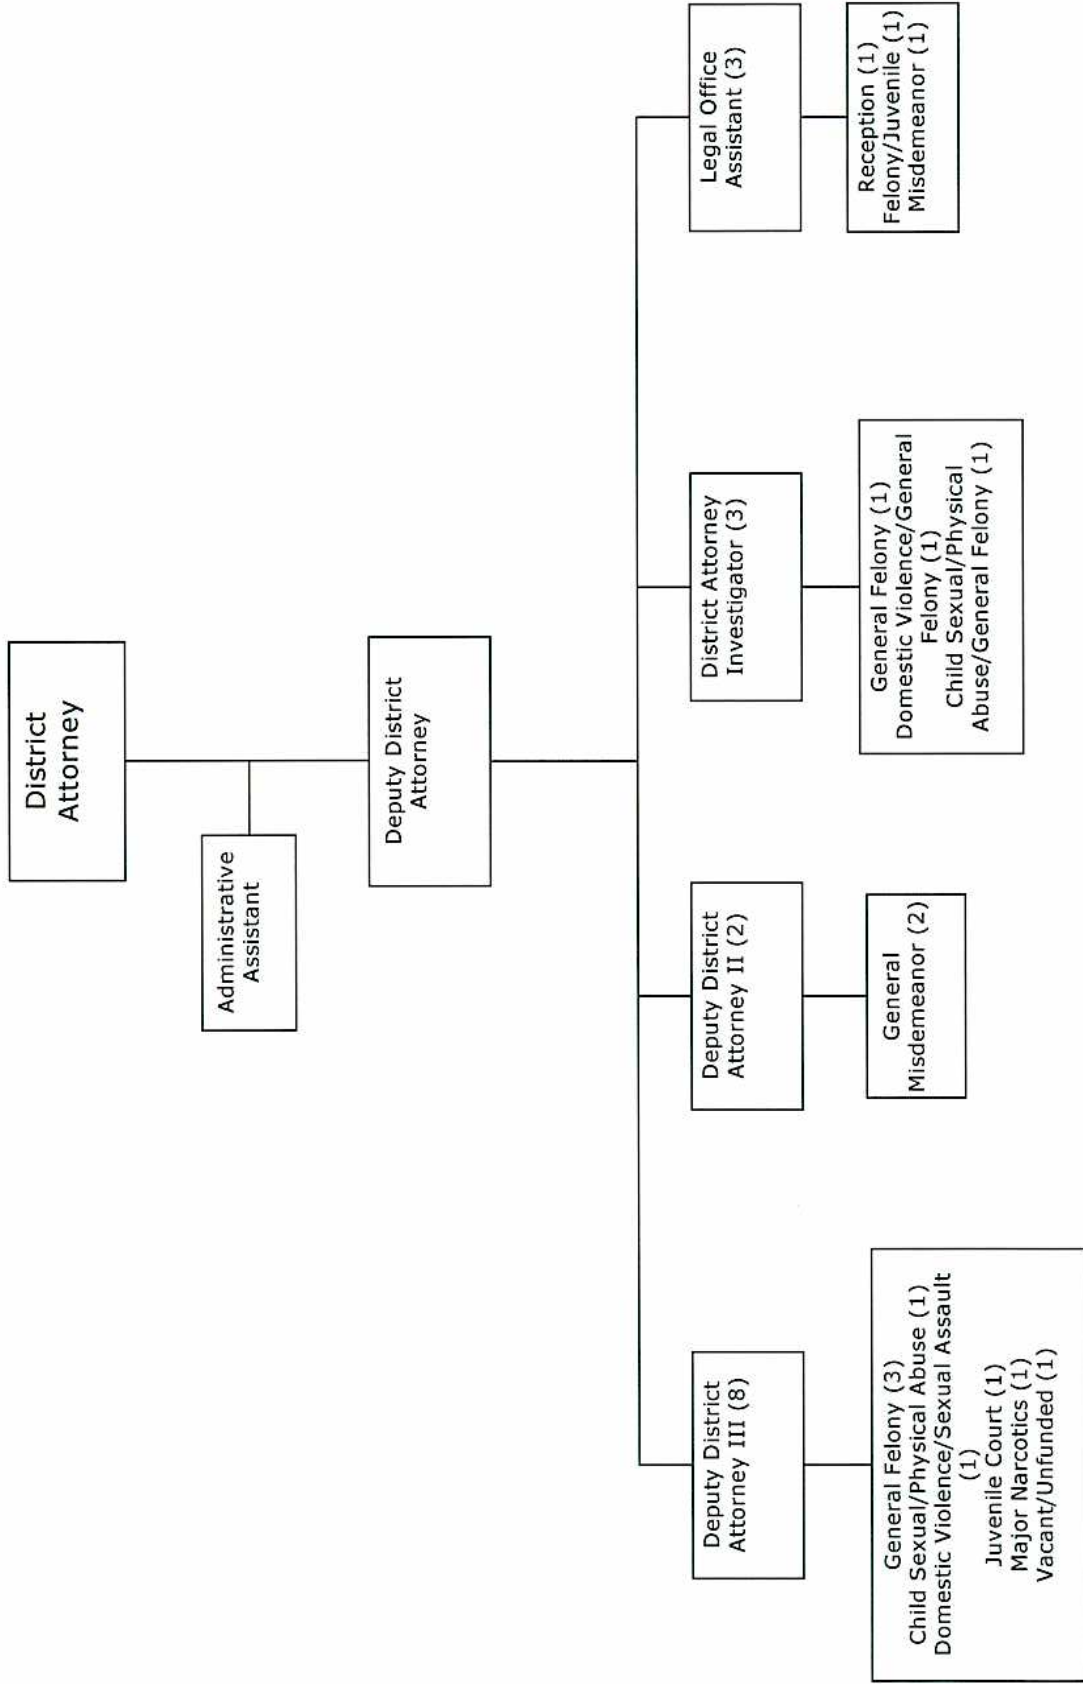 District
Attorney
Administrative
Assistant
Deputy District
Attorney
Deputy District
Attorney III (8)
Deputy District
Attorney II (2)
District Attorney
Investigator (3)
Legal Office
Assistant (3)
General Felony (3)
Child Sexual/Physical Abuse (1)
Domestic Violence/Sexual Assault
(1)
Juvenile Court (1)
Major Narcotics (1)
Vacant/Unfunded (1)
General
Misdemeanor (2)
General Felony (1)
Domestic Violence/General
Felony (1)
Child Sexual/Physical
Abuse/General Felony (1)
Reception (1)
Felony/Juvenile (1)
Misdemeanor (1)